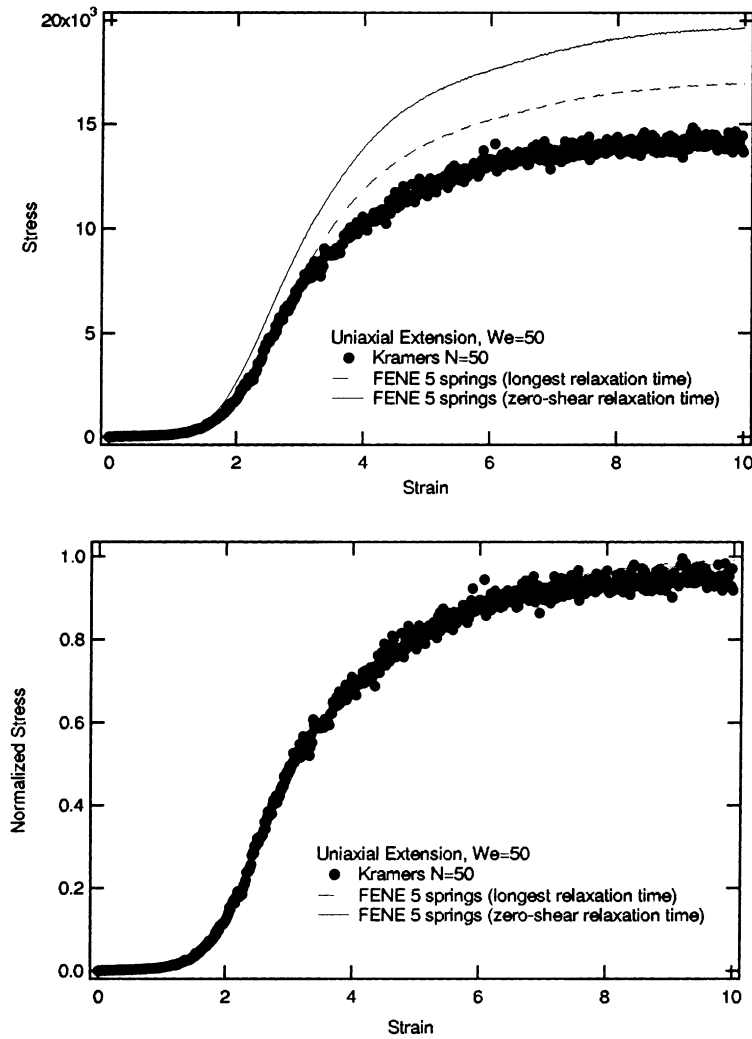 20x10³
15
10
5
0
Stress
Uniaxial Extension, We=50
Kramers N=50
FENE 5 springs (longest relaxation time)
FENE 5 springs (zero-shear relaxation time)
0 2 4 6 8 10
Strain
1.0
0.8
0.6
0.4
0.2
0.0
Normalized Stress
Uniaxial Extension, We=50
Kramers N=50
FENE 5 springs (longest relaxation time)
FENE 5 springs (zero-shear relaxation time)
0 2 4 6 8 10
Strain